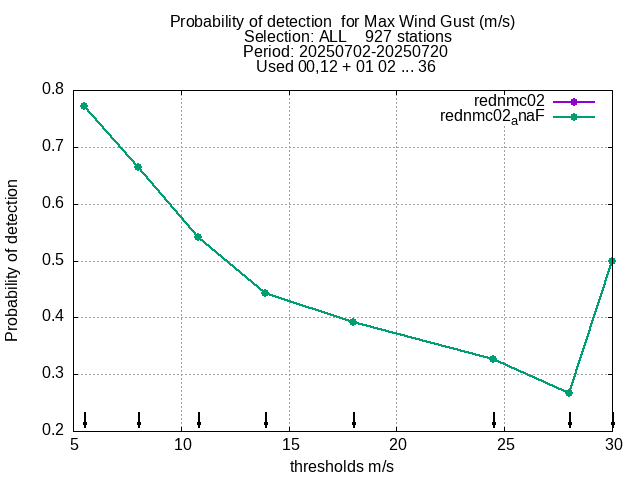 Probability of detection  for Max Wind Gust (m/s)
Selection: ALL    927 stations
Period: 20250702-20250720
Used 00,12 + 01 02 ... 36
rednmc02
rednmc02anaF
0.8
0.7
0.6
0.5
0.4
0.3
0.2
Probability of detection
5 10 15 20 25 30
thresholds m/s